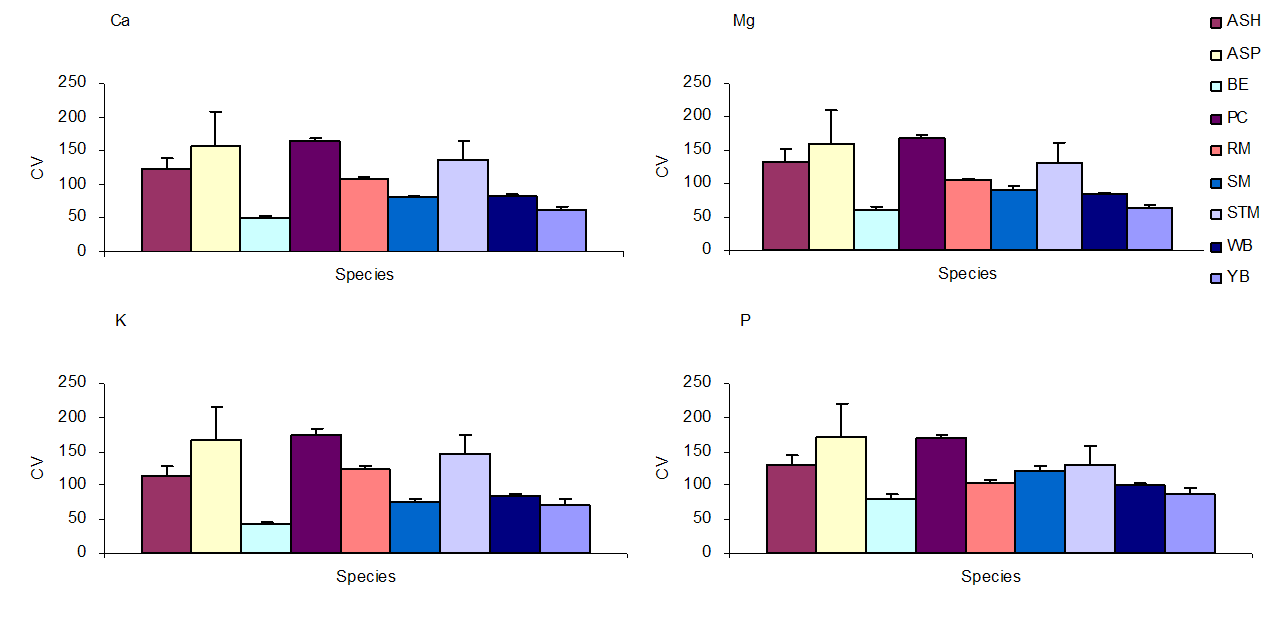 Ca
250
200
150
100
50
0
CV
Species
Mg
250
200
150
100
50
0
CV
Species
ASH
ASP
BE
PC
RM
SM
STM
WB
YB
K
250
200
150
100
50
0
CV
Species
P
250
200
150
100
50
0
CV
Species